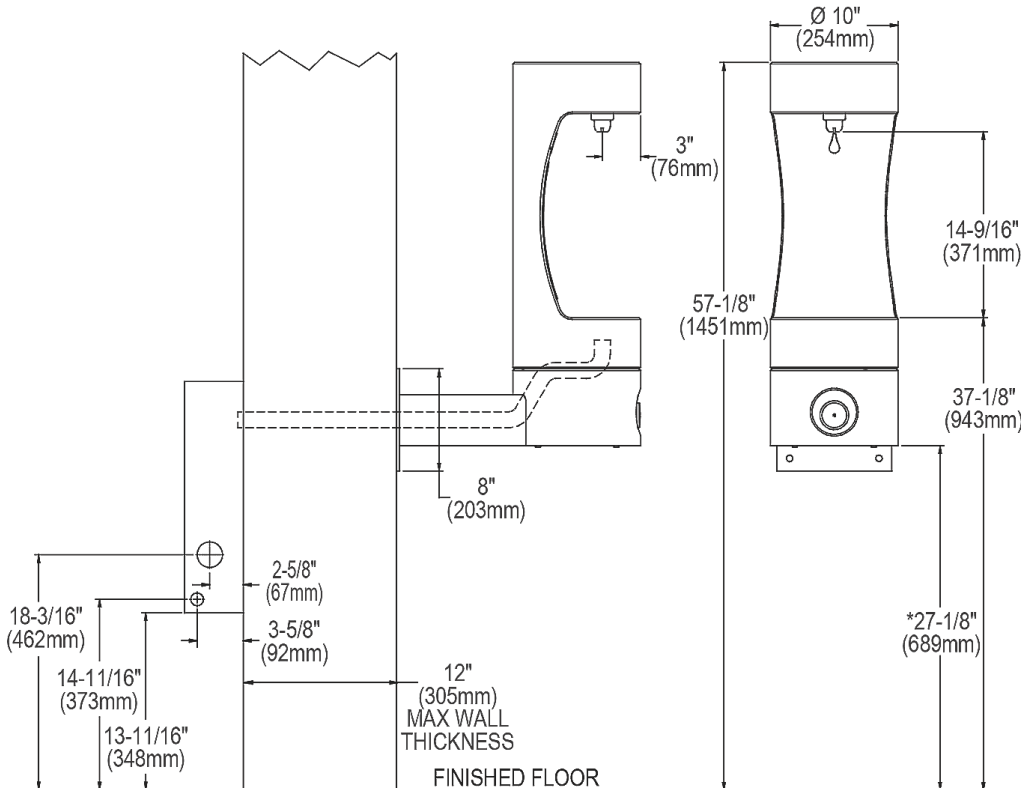 Ø 10"
(254mm)
3"
(76mm)
14-9/16"
(371mm)
57-1/8"
(1451mm)
37-1/8"
(943mm)
8"
(203mm)
2-5/8"
(67mm)
18-3/16"
(462mm)
3-5/8"
(92mm)
*27-1/8"
(689mm)
14-11/16"
(373mm)
12"
(305mm)
MAX WALL
THICKNESS
13-11/16"
(348mm)
FINISHED FLOOR